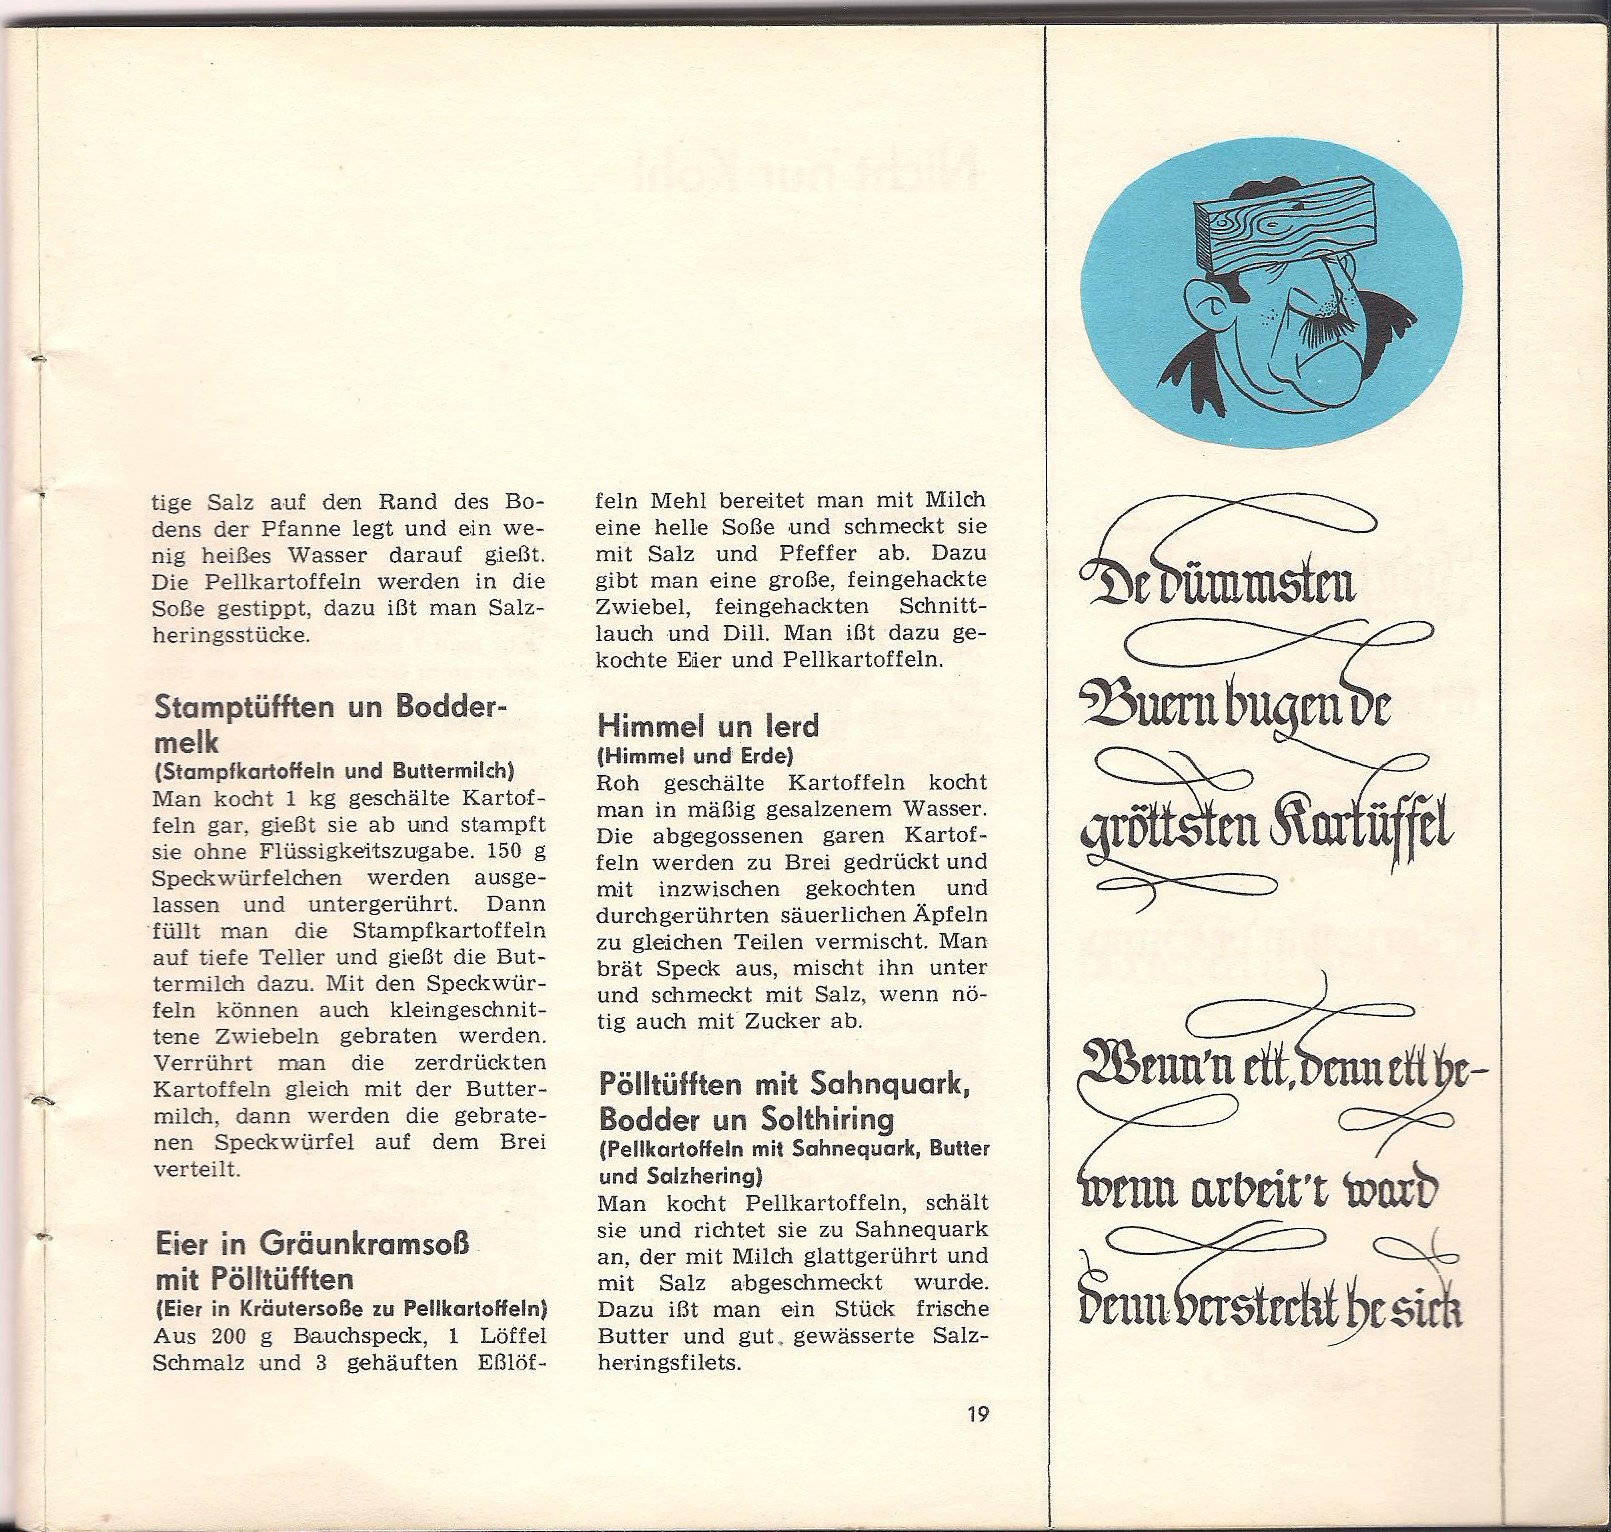 tige Salz auf den Rand des Bo-
dens der Pfanne legt und ein we-
nig heißes Wasser darauf gießt.
Die Pellkartoffeln werden in die
Soße gestippt, dazu ißt man Salz-
heringsstücke.
Stamptüfften un Bodder-
melk
(Stampfkartoffeln und Buttermilch)
Man kocht 1 kg geschälte Kartof-
feln gar, gießt sie ab und stampft
sie ohne Flüssigkeitszugabe. 150 g
Speckwürfelchen werden ausge-
lassen und untergerührt. Dann
füllt man die Stampfkartoffeln
auf tiefe Teller und gießt die But-
termilch dazu. Mit den Speckwür-
feln können auch kleingeschnit-
tene Zwiebeln gebraten werden.
Verrührt man die zerdrückten
Kartoffeln gleich mit der Butter-
milch, dann werden die gebrate-
nen Speckwürfel auf dem Brei
verteilt.
Eier in Gräunkramsoß
mit Pölltüfften
(Eier in Kräutersoße zu Pellkartoffeln)
Aus 200 g Bauchspeck, 1 Löffel
Schmalz und 3 gehäuften Eßlöf-
feln Mehl bereitet man mit Milch
eine helle Soße und schmeckt sie
mit Salz und Pfeffer ab. Dazu
gibt man eine große, feingehackte
Zwiebel, feingehackten Schnitt-
lauch und Dill. Man ißt dazu ge-
kochte Eier und Pellkartoffeln.
Himmel un Ierd
(Himmel und Erde)
Roh geschälte Kartoffeln kocht
man in mäßig gesalzenem Wasser.
Die abgegossenen garen Kartof-
feln werden zu Brei gedrückt und
mit inzwischen gekochten und
durchgerührten säuerlichen Äpfeln
zu gleichen Teilen vermischt. Man
brät Speck aus, mischt ihn unter
und schmeckt mit Salz, wenn nö-
tig auch mit Zucker ab.
Pölltüfften mit Sahnquark,
Bodder un Solthiring
(Pellkartoffeln mit Sahnequark, Butter
und Salzhering)
Man kocht Pellkartoffeln, schält
sie und richtet sie zu Sahnequark
an, der mit Milch glattgerührt und
mit Salz abgeschmeckt wurde.
Dazu ißt man ein Stück frische
Butter und gut gewässerte Salz-
heringsfilets.
19
De dümmsten
Buern bugen de
gröttsten Kartüffel
Wenn'n ett, denn ett he-
wenn arbeit't ward
denn versteckt he sick